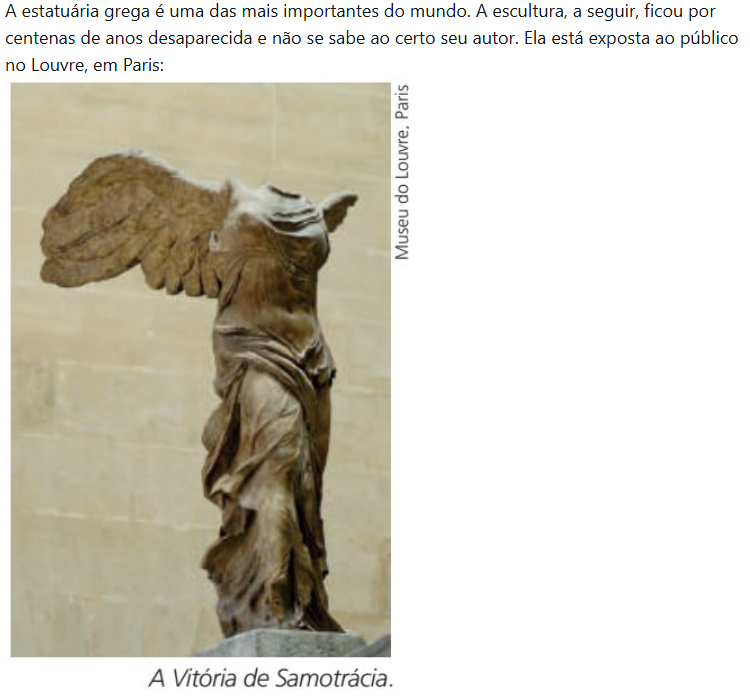 A estatuária grega é uma das mais importantes do mundo. A escultura, a seguir, ficou por
centenas de anos desaparecida e não se sabe ao certo seu autor. Ela está exposta ao público
no Louvre, em Paris:
Museu do Louvre. Paris
A Vitória de Samotrácia.